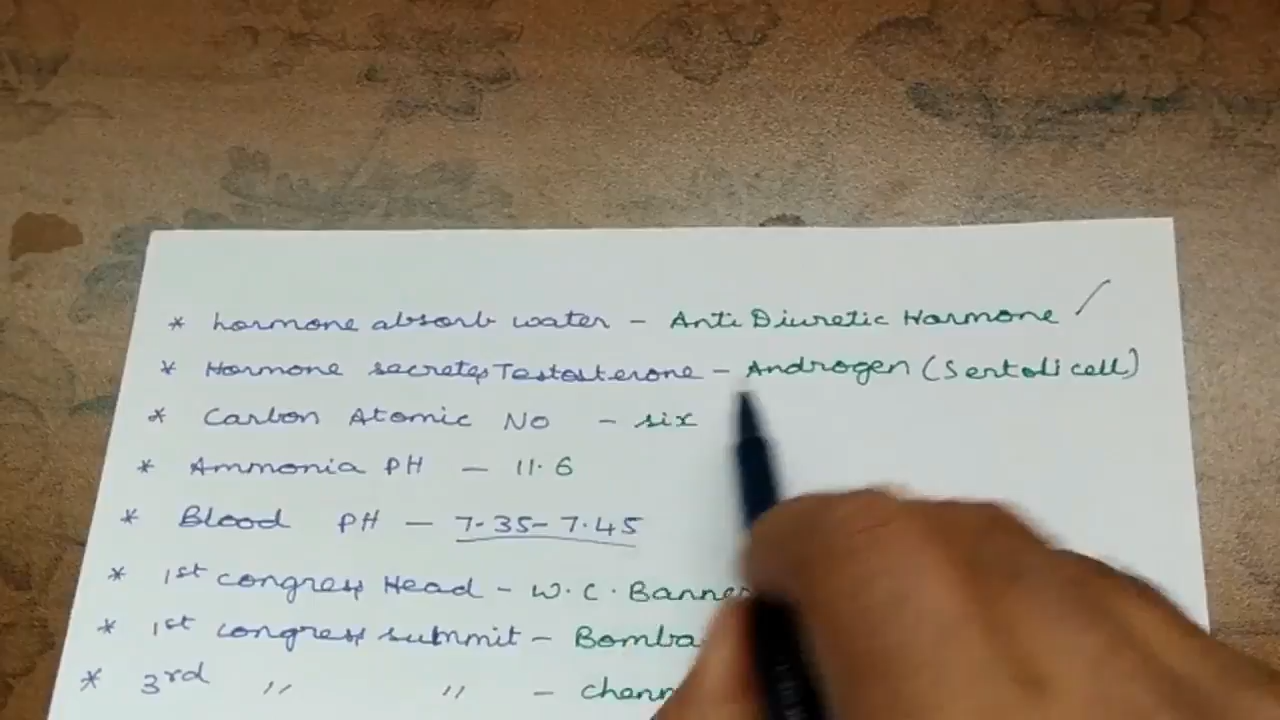 * hormone absorb water - Anti Diuretic Hormone /
* Hormone secretes Testosterone - Androgen (Sertoli cell)
* Carbon Atomic No - six
* Ammonia PH - 11.6
* Blood PH - 7.35-7.45
* 1st congress Head - W.C. Banner
* 1st congress summit - Bomba
* 3rd " " - Chenn